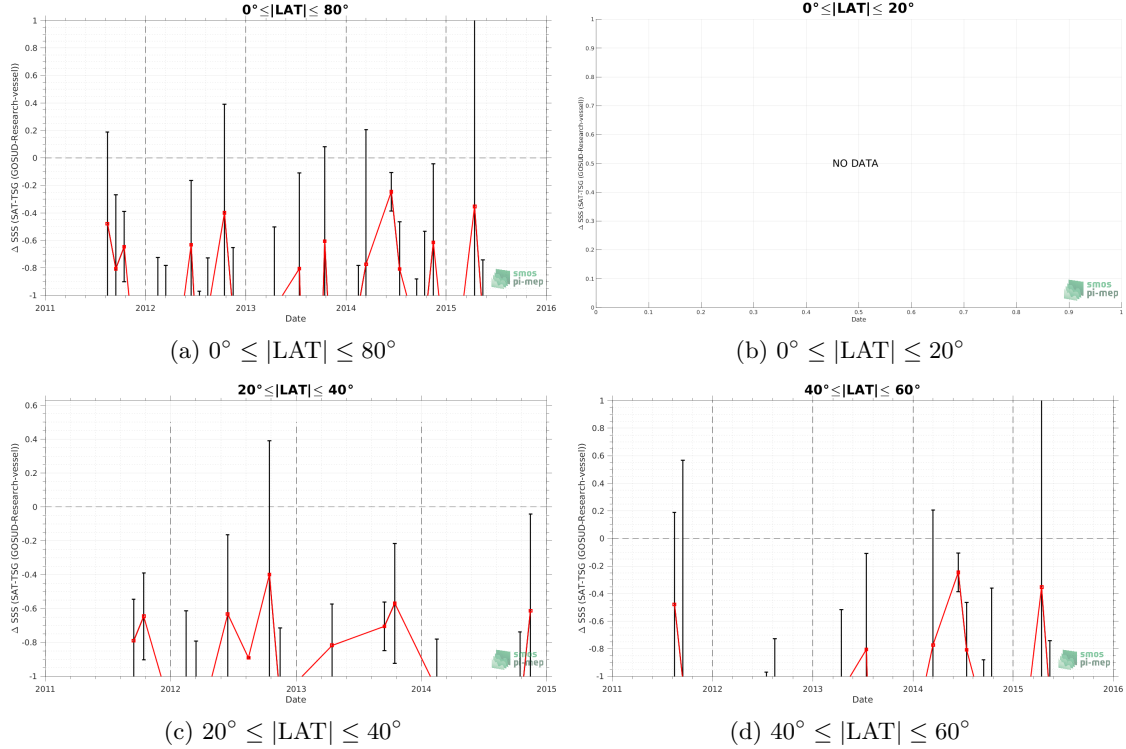 0°≤|LAT|≤ 80°
Δ SSS (SAT-TSG (GOSUD-Research-vessel))
1
0.8
0.6
0.4
0.2
0
-0.2
-0.4
-0.6
-0.8
-1
2011 2012 2013 2014 2015 2016
Date
smos
pi-mep
(a) 0° ≤ |LAT| ≤ 80°
0°≤|LAT|≤ 20°
Δ SSS (SAT-TSG (GOSUD-Research-vessel))
1
0.9
0.8
0.7
0.6
0.5
0.4
0.3
0.2
0.1
0
NO DATA
0 0.1 0.2 0.3 0.4 0.5 0.6 0.7 0.8 0.9 1
Date
smos
pi-mep
(b) 0° ≤ |LAT| ≤ 20°
20°≤|LAT|≤ 40°
Δ SSS (SAT-TSG (GOSUD-Research-vessel))
0.6
0.4
0.2
0
-0.2
-0.4
-0.6
-0.8
-1
2011 2012 2013 2014 2015
Date
smos
pi-mep
(c) 20° ≤ |LAT| ≤ 40°
40°≤|LAT|≤ 60°
Δ SSS (SAT-TSG (GOSUD-Research-vessel))
1
0.8
0.6
0.4
0.2
0
-0.2
-0.4
-0.6
-0.8
-1
2011 2012 2013 2014 2015 2016
Date
smos
pi-mep
(d) 40° ≤ |LAT| ≤ 60°